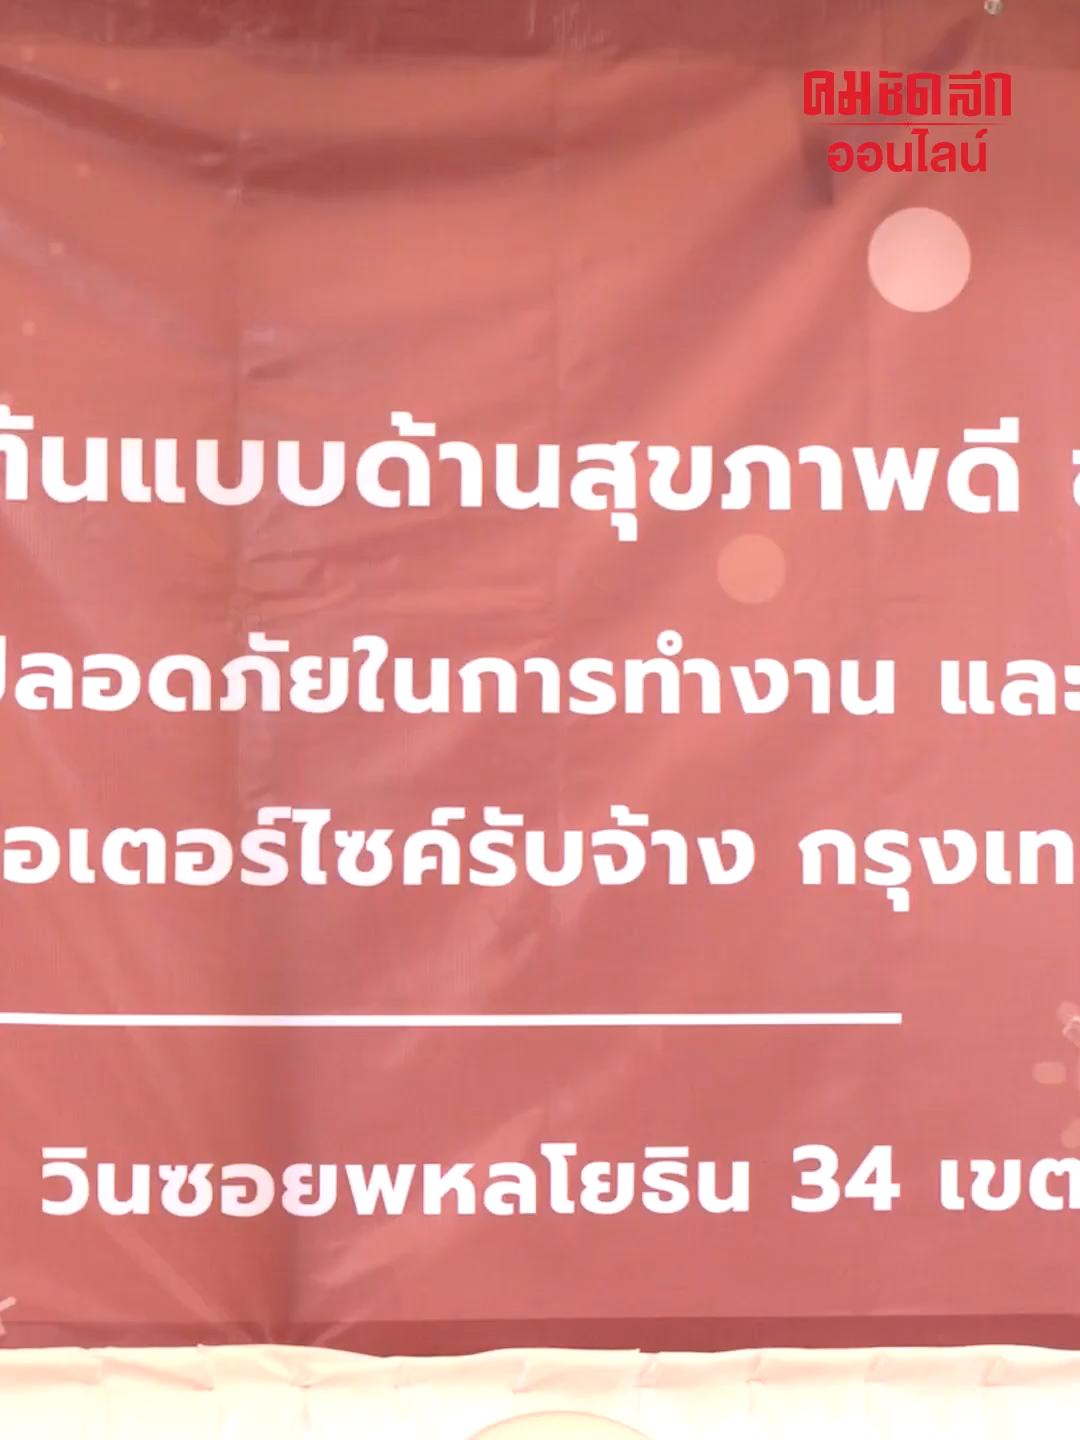 คมชัดลึก
ออนไลน์
ต้นแบบด้านสุขภาพดี
ปลอดภัยในการทำงาน และ
อเตอร์ไซค์รับจ้าง กรุงเท
วินซอยพหลโยธิน 34 เขต